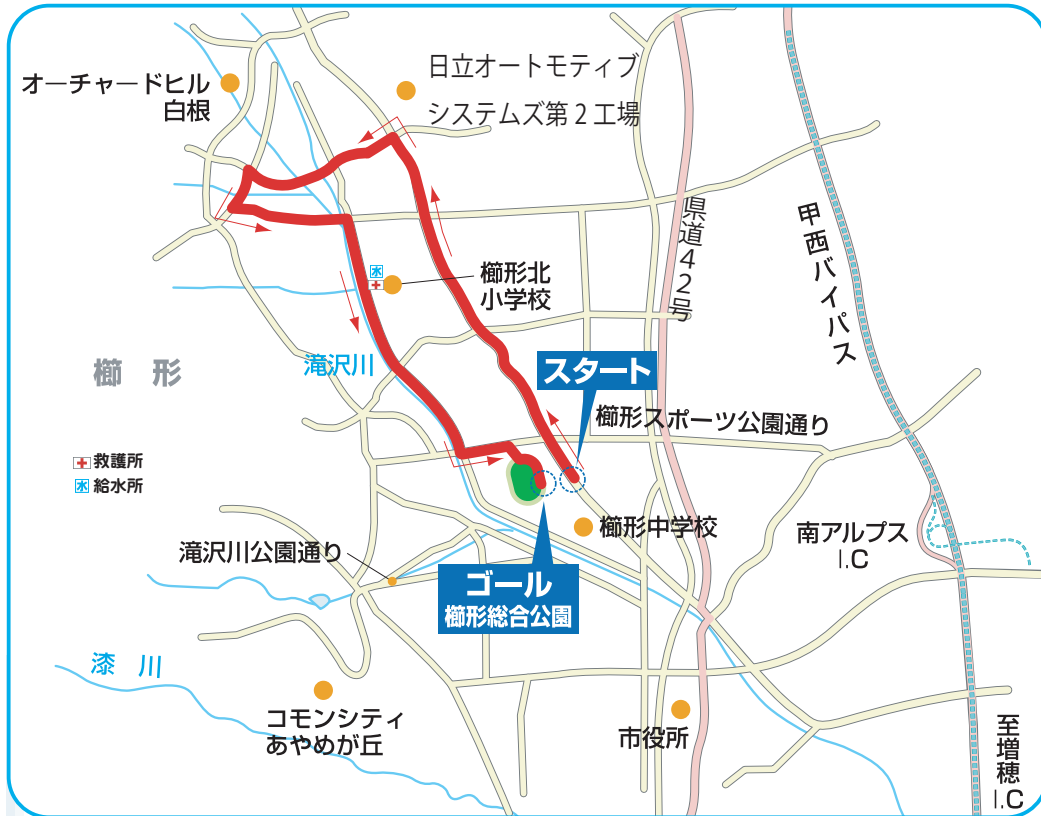 日立オートモティブ
システムズ第2工場
オーチャードヒル
白根
県道42号
甲西バイパス
水
櫛形北
小学校
滝沢川
櫛形
スタート
櫛形スポーツ公園通り
救護所
水 給水所
櫛形中学校
南アルプス
I.C
滝沢川公園通り
ゴール
櫛形総合公園
漆川
コモンシティ
あやめが丘
市役所
至増穂
I.C